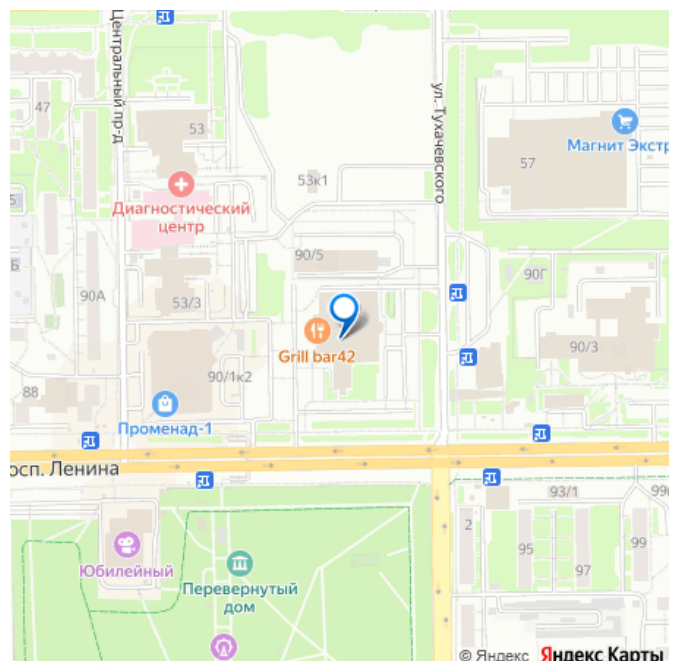 Центральный пр-д
47
53
ул. Тухачевского
Магнит Экстр
57
53к1
Диагностический
центр
5
Б
90/5
90Г
90А
53/3
Grill bar42
90/3
90/1к2
88
Променад-1
осп. Ленина
93/1
99
2
95
99
97
Юбилейный
Перевернутый
дом
© Яндекс Яндекс Карты